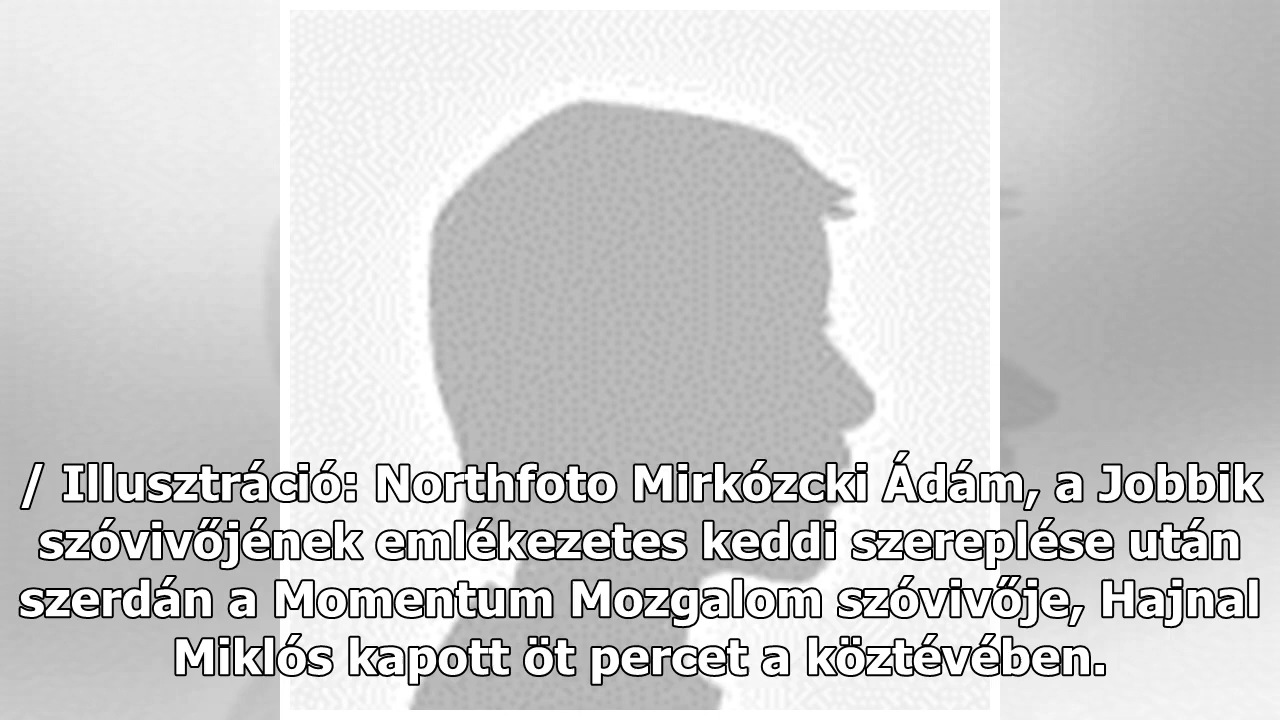 / Illusztráció: Northfoto Mirkózcki Ádám, a Jobbik
szóvivőjének emlékezetes keddi szereplése után
szerdán a Momentum Mozgalom szóvivője, Hajnal
Miklós kapott öt percet a köztévében.